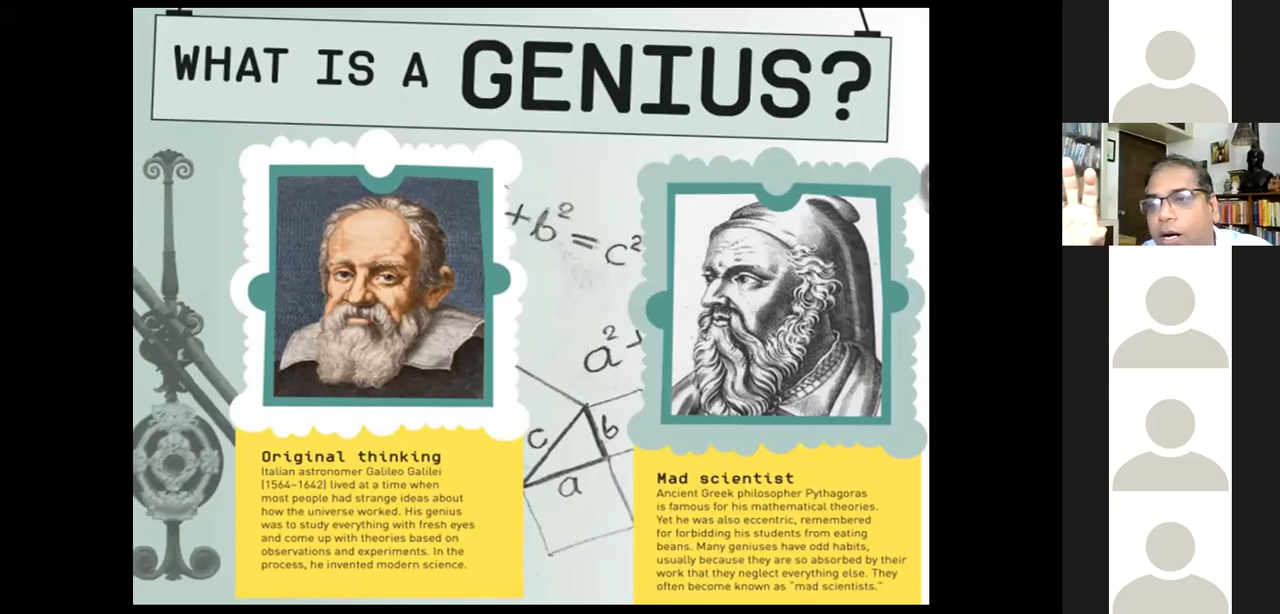 WHAT IS A GENIUS?
+b²=c²
a²+
c
b
a
Original thinking
Italian astronomer Galileo Galilei
(1564–1642) lived at a time when
most people had strange ideas about
how the universe worked. His genius
was to study everything with fresh eyes
and come up with theories based on
observations and experiments. In the
process, he invented modern science.
Mad scientist
Ancient Greek philosopher Pythagoras
is famous for his mathematical theories.
Yet he was also eccentric, remembered
for forbidding his students from eating
beans. Many geniuses have odd habits,
usually because they are so absorbed by their
work that they neglect everything else. They
often become known as “mad scientists.”